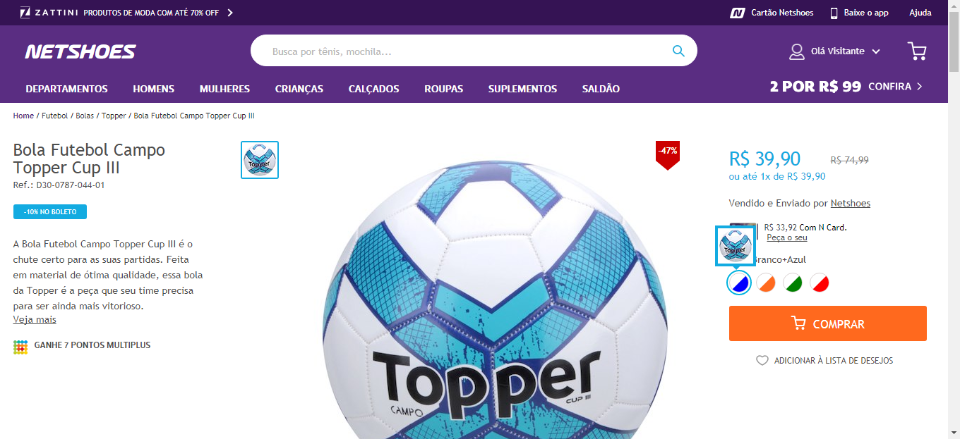 ZATTINI PRODUTOS DE MODA COM ATÉ 70% OFF
Cartão Netshoes
Baixe o app
Ajuda
NETSHOES
Busca por tênis, mochila...
Olá Visitante
DEPARTAMENTOS HOMENS MULHERES CRIANÇAS CALÇADOS ROUPAS SUPLEMENTOS SALDÃO
2 POR R$ 99 CONFIRA
Home / Futebol / Bolas / Topper / Bola Futebol Campo Topper Cup III
Bola Futebol Campo
Topper Cup III
Ref.: D30-0787-044-01
-10% NO BOLETO
A Bola Futebol Campo Topper Cup III é o
chute certo para as suas partidas. Feita
em material de ótima qualidade, essa bola
da Topper é a peça que seu time precisa
para ser ainda mais vitorioso.
Veja mais
GANHE 7 PONTOS MULTIPLUS
Topper
-47%
Topper
CAMPO
CUP III
R$ 39,90 R$ 74,99
ou até 1x de R$ 39,90
Vendido e Enviado por Netshoes
R$ 33,92 Com N Card.
Peça o seu
ranco+Azul
COMPRAR
ADICIONAR À LISTA DE DESEJOS